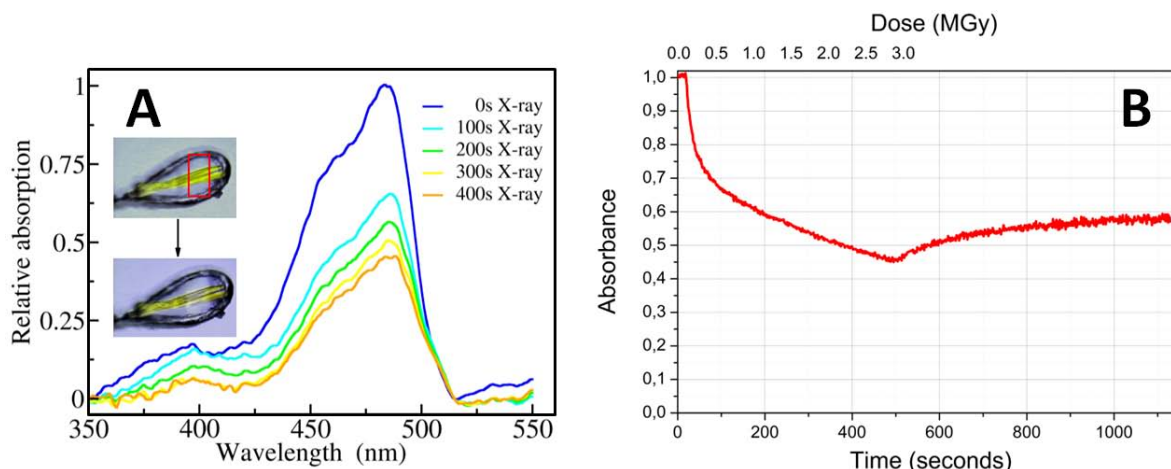 A
1
0.75
0.5
0.25
0
Relative absorption
0s X-ray
100s X-ray
200s X-ray
300s X-ray
400s X-ray
350 400 450 500 550
Wavelength (nm)
Dose (MGy)
0.0 0.5 1.0 1.5 2.0 2.5 3.0
B
1,0
0,9
0,8
0,7
0,6
0,5
0,4
0,3
0,2
0,1
0,0
Absorbance
0 200 400 600 800 1000
Time (seconds)